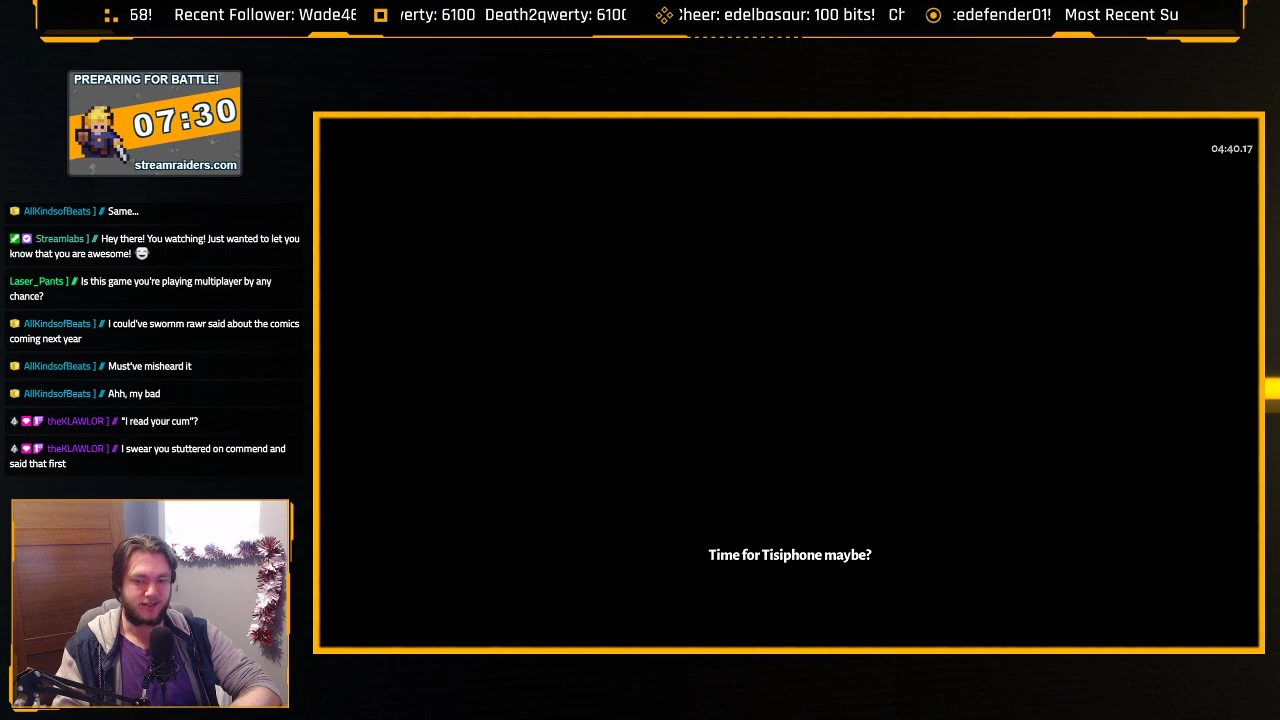 68! Recent Follower: Wade46
verty: 6100 Death2qwerty: 6100
Cheer: edelbasaur: 100 bits! Ch
tedefender01! Most Recent Su
PREPARING FOR BATTLE!
07:30
streamraiders.com
04:40.17
AllKindsofBeats ] // Same...
Streamlabs ] // Hey there! You watching! Just wanted to let you
know that you are awesome!
Laser_Pants ] // Is this game you're playing multiplayer by any
chance?
AllKindsofBeats ] // I could've swornm rawr said about the comics
coming next year
AllKindsofBeats ] // Must've misheard it
AllKindsofBeats ] // Ahh, my bad
theKLAWLOR ] // "I read your cum"?
theKLAWLOR ] // I swear you stuttered on commend and
said that first
Time for Tisiphone maybe?